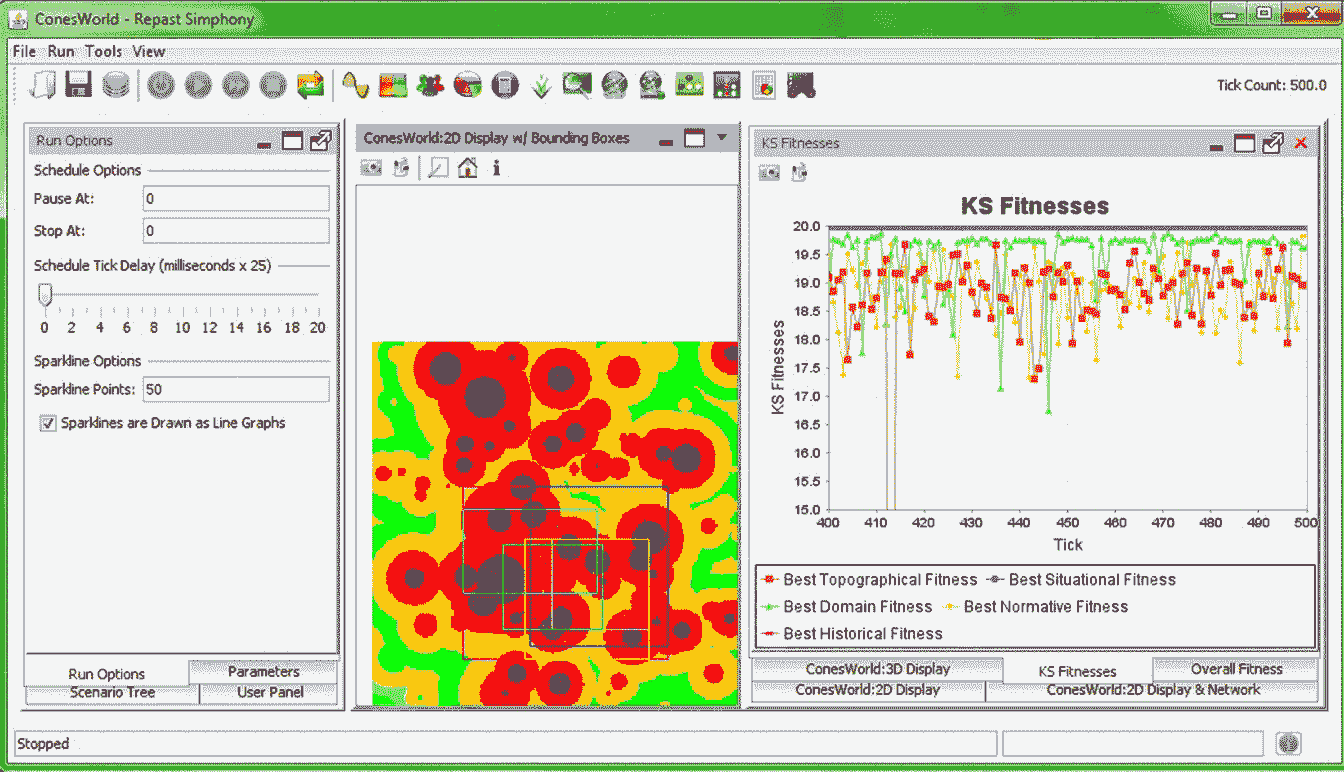 ConesWorld - Repast Simphony
File Run Tools View
Tick Count: 500.0
Run Options
Schedule Options
Pause At: 0
Stop At: 0
Schedule Tick Delay (milliseconds x 25)
0 2 4 6 8 10 12 14 16 18 20
Sparkline Options
Sparkline Points: 50
Sparklines are Drawn as Line Graphs
Run Options Parameters
Scenario Tree User Panel
ConesWorld:2D Display w/ Bounding Boxes
i
KS Fitnesses
KS Fitnesses
20.0
19.5
19.0
18.5
18.0
17.5
17.0
16.5
16.0
15.5
15.0
KS Fitnesses
400 410 420 430 440 450 460 470 480 490 500
Tick
Best Topographical Fitness Best Situational Fitness
Best Domain Fitness Best Normative Fitness
Best Historical Fitness
ConesWorld:3D Display KS Fitnesses Overall Fitness
ConesWorld:2D Display ConesWorld:2D Display & Network
Stopped